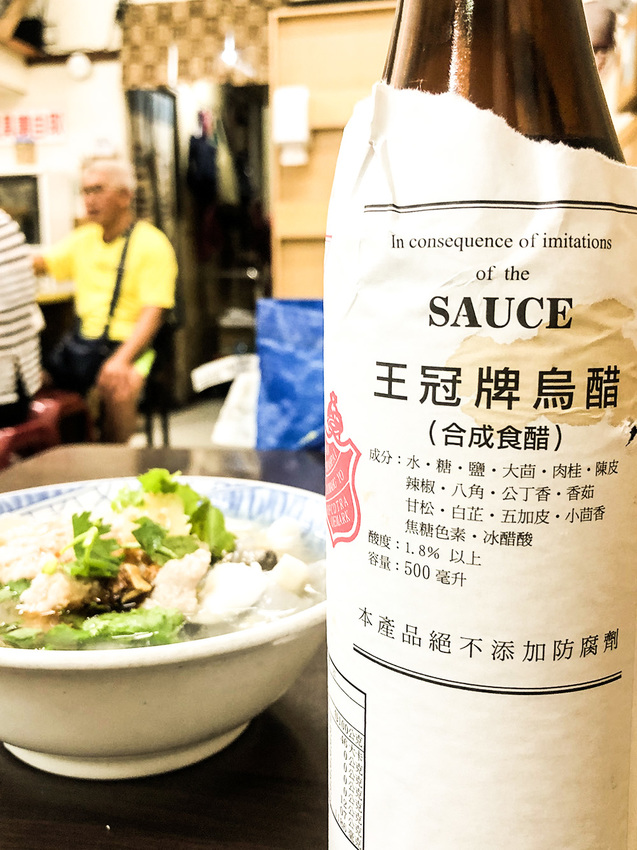 In consequence of imitations
of the
SAUCE
王冠牌烏醋
(合成食醋)
成分：水・糖・鹽・大茴・肉桂・陳皮
辣椒・八角・公丁香・香茹
甘松・白芷・五加皮・小茴香
焦糖色素・冰醋酸
酸度：1.8% 以上
容量：500 毫升
本產品絕不添加防腐劑